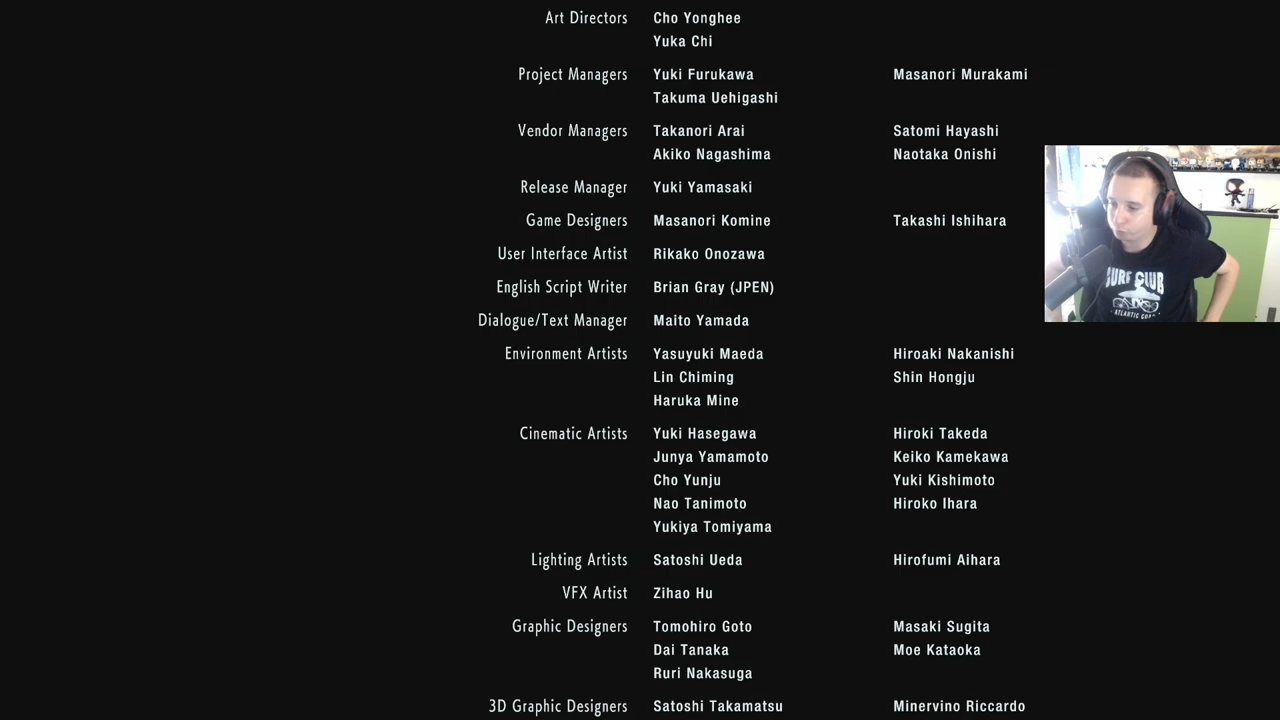 Art Directors Cho Yonghee
Yuka Chi
Project Managers Yuki Furukawa Masanori Murakami
Takuma Uehigashi
Vendor Managers Takanori Arai Satomi Hayashi
Akiko Nagashima Naotaka Onishi
Release Manager Yuki Yamasaki
Game Designers Masanori Komine Takashi Ishihara
User Interface Artist Rikako Onozawa
English Script Writer Brian Gray (JPEN)
Dialogue/Text Manager Maito Yamada
Environment Artists Yasuyuki Maeda Hiroaki Nakanishi
Lin Chiming Shin Hongju
Haruka Mine
Cinematic Artists Yuki Hasegawa Hiroki Takeda
Junya Yamamoto Keiko Kamekawa
Cho Yunju Yuki Kishimoto
Nao Tanimoto Hiroko Ihara
Yukiya Tomiyama
Lighting Artists Satoshi Ueda Hirofumi Aihara
VFX Artist Zihao Hu
Graphic Designers Tomohiro Goto Masaki Sugita
Dai Tanaka Moe Kataoka
Ruri Nakasuga
3D Graphic Designers Satoshi Takamatsu Minervino Riccardo
SURF CLUB
ATLANTIC